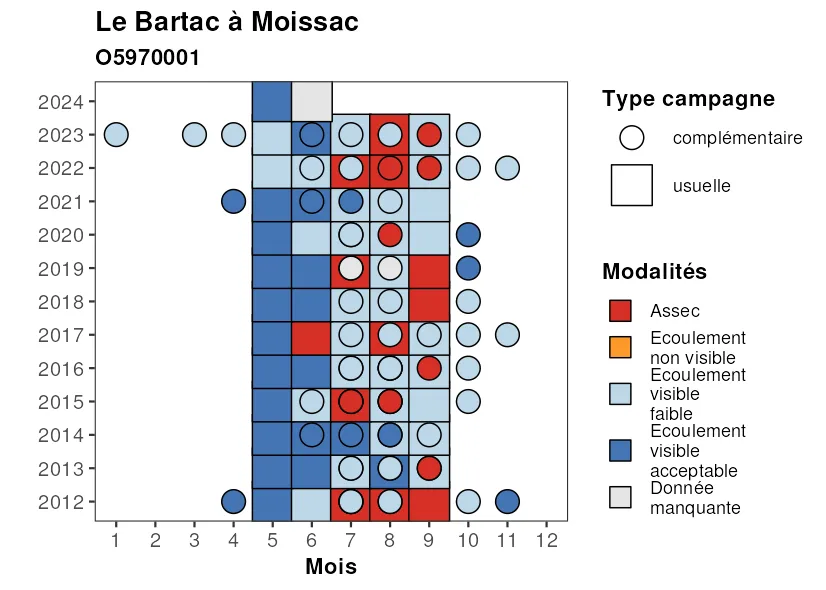 Le Bartac à Moissac
O5970001
2024
2023
2022
2021
2020
2019
2018
2017
2016
2015
2014
2013
2012
1 2 3 4 5 6 7 8 9 10 11 12
Mois
Type campagne
complémentaire
usuelle
Modalités
Assec
Ecoulement
non visible
Ecoulement
visible
faible
Ecoulement
visible
acceptable
Donnée
manquante